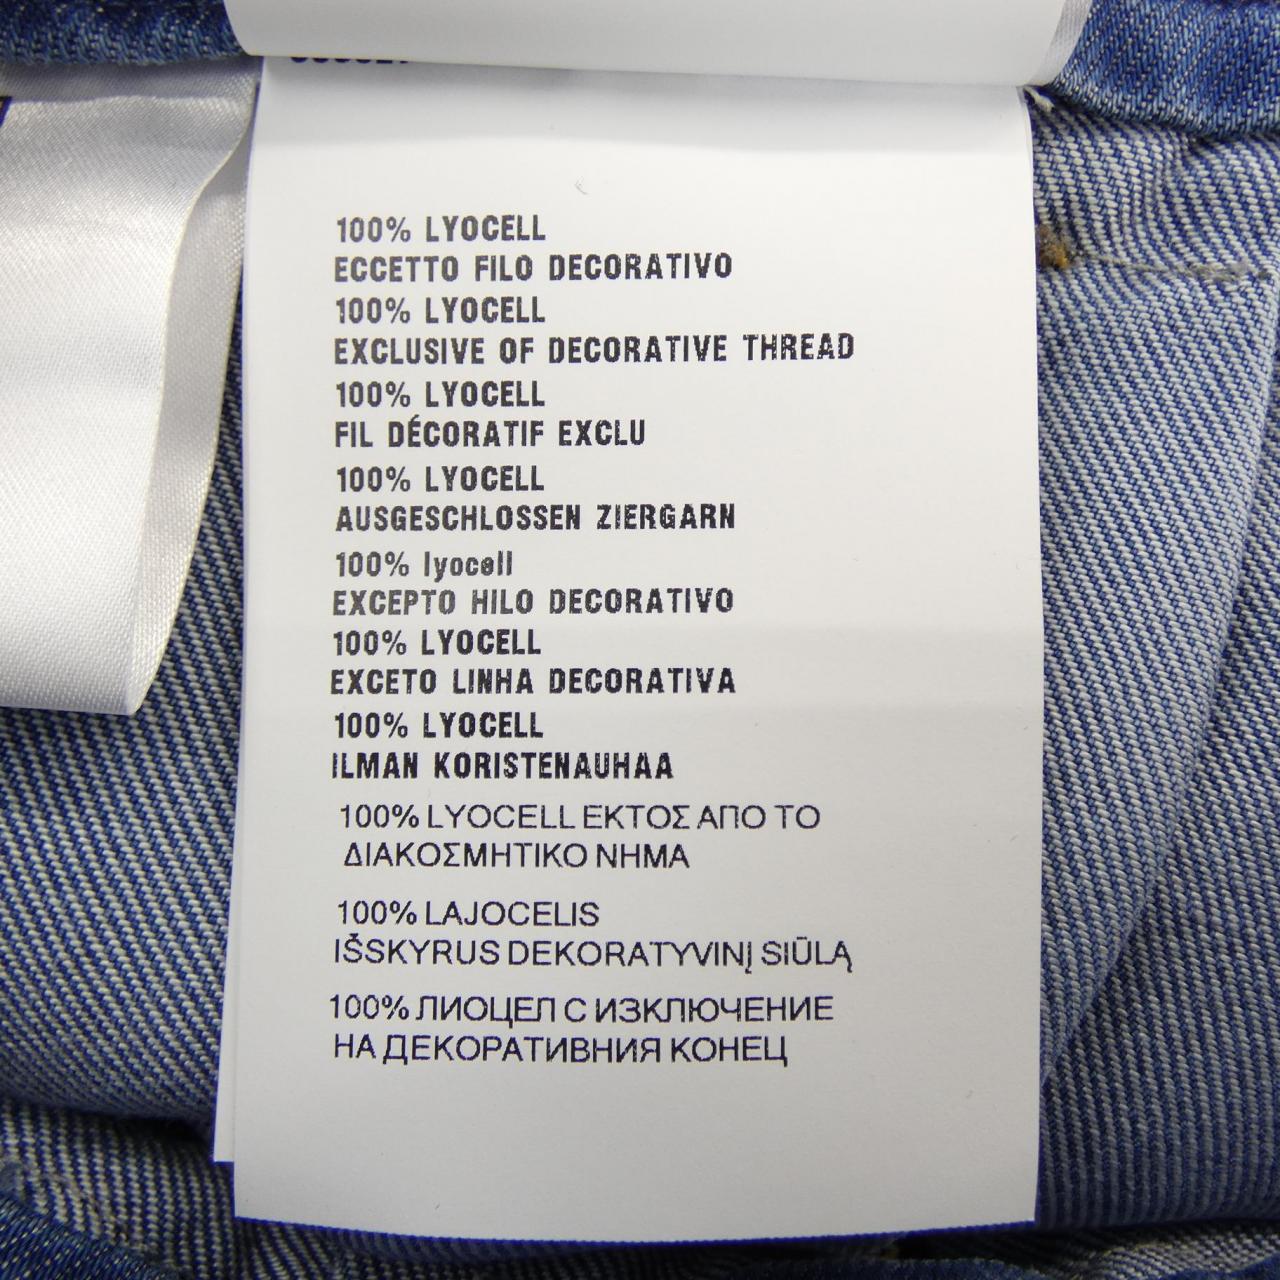 100% LYOCELL
ECCETTO FILO DECORATIVO
100% LYOCELL
EXCLUSIVE OF DECORATIVE THREAD
100% LYOCELL
FIL DÉCORATIF EXCLU
100% LYOCELL
AUSGESCHLOSSEN ZIERGARN
100% lyocell
EXCEPTO HILO DECORATIVO
100% LYOCELL
EXCETO LINHA DECORATIVA
100% LYOCELL
ILMAN KORISTENAUHAA
100% LYOCELL ΕΚΤΟΣ ΑΠΟ ΤΟ
ΔΙΑΚΟΣΜΗΤΙΚΟ ΝΗΜΑ
100% LAJOCELIS
IŠSKYRUS DEKORATYVINĮ SIŪLĄ
100% ЛИОЦЕЛ С ИЗКЛЮЧЕНИЕ
НА ДЕКОРАТИВНИЯ КОНЕЦ